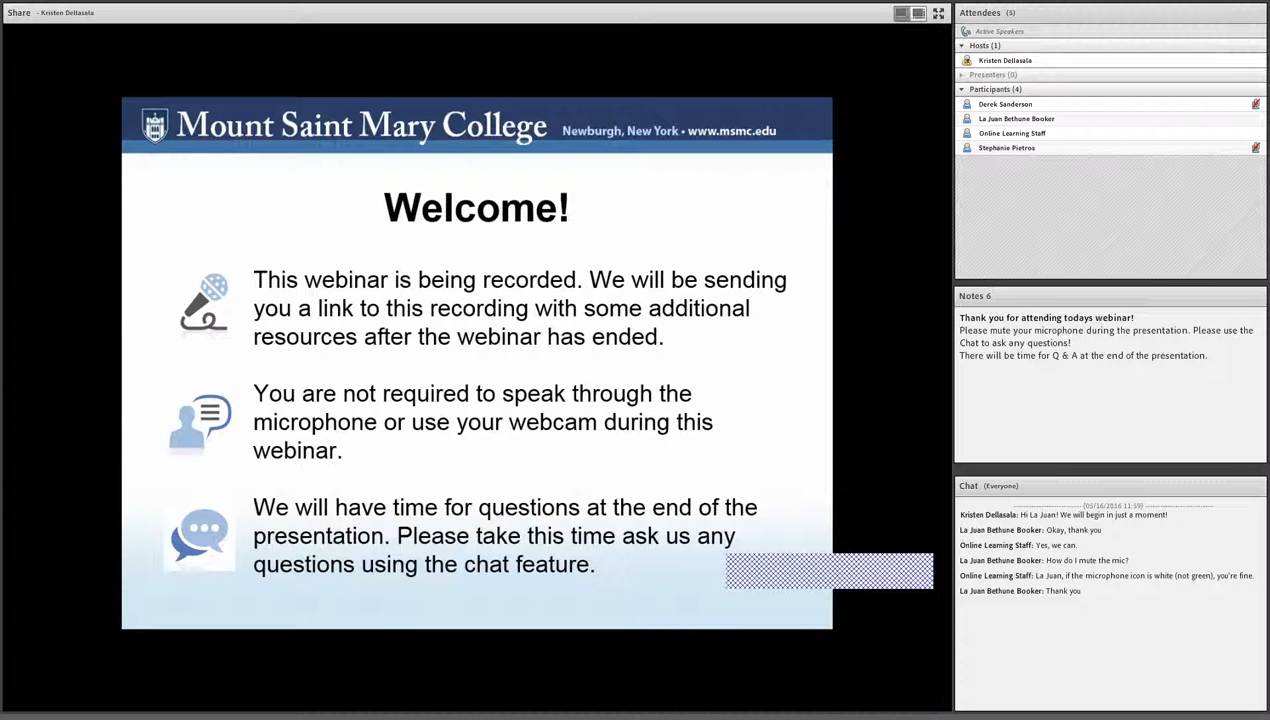 Share - Kristen Dellasala
Mount Saint Mary College Newburgh, New York • www.msmc.edu
Welcome!
This webinar is being recorded. We will be sending
you a link to this recording with some additional
resources after the webinar has ended.
You are not required to speak through the
microphone or use your webcam during this
webinar.
We will have time for questions at the end of the
presentation. Please take this time ask us any
questions using the chat feature.
Attendees (5)
Active Speakers
Hosts (1)
Kristen Dellasala
Presenters (0)
Participants (4)
Derek Sanderson
La Juan Bethune Booker
Online Learning Staff
Stephanie Pietros
Notes 6
Thank you for attending todays webinar!
Please mute your microphone during the presentation. Please use the
Chat to ask any questions!
There will be time for Q & A at the end of the presentation.
Chat (Everyone)
(05/16/2016 11:59)
Kristen Dellasala: Hi La Juan! We will begin in just a moment!
La Juan Bethune Booker: Okay, thank you
Online Learning Staff: Yes, we can.
La Juan Bethune Booker: How do I mute the mic?
Online Learning Staff: La Juan, if the microphone icon is white (not green), you're fine.
La Juan Bethune Booker: Thank you